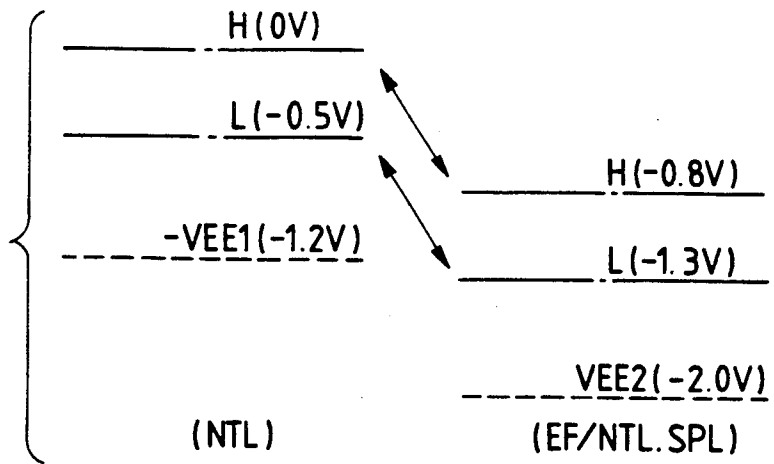 H(0V)
L(-0.5V)
-VEE1(-1.2V)
(NTL)
H(-0.8V)
L(-1.3V)
VEE2(-2.0V)
(EF/NTL.SPL)